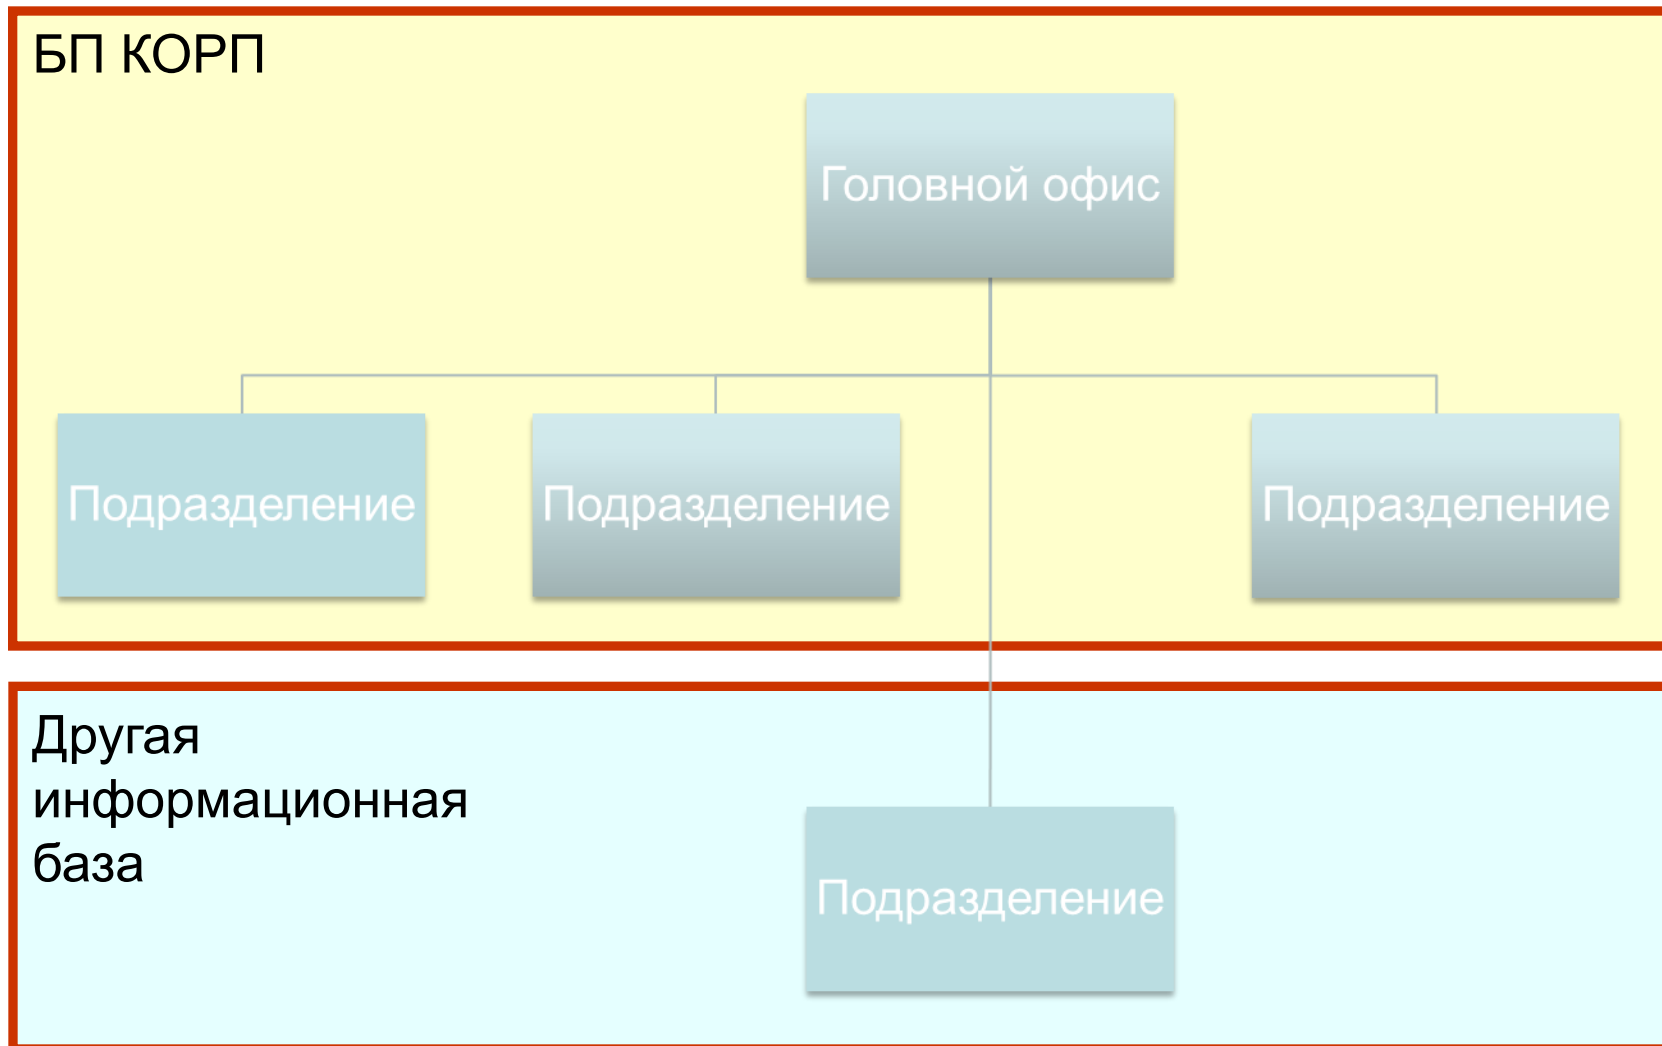 БП КОРП
Головной офис
Подразделение
Подразделение
Подразделение
Другая
информационная
база
Подразделение